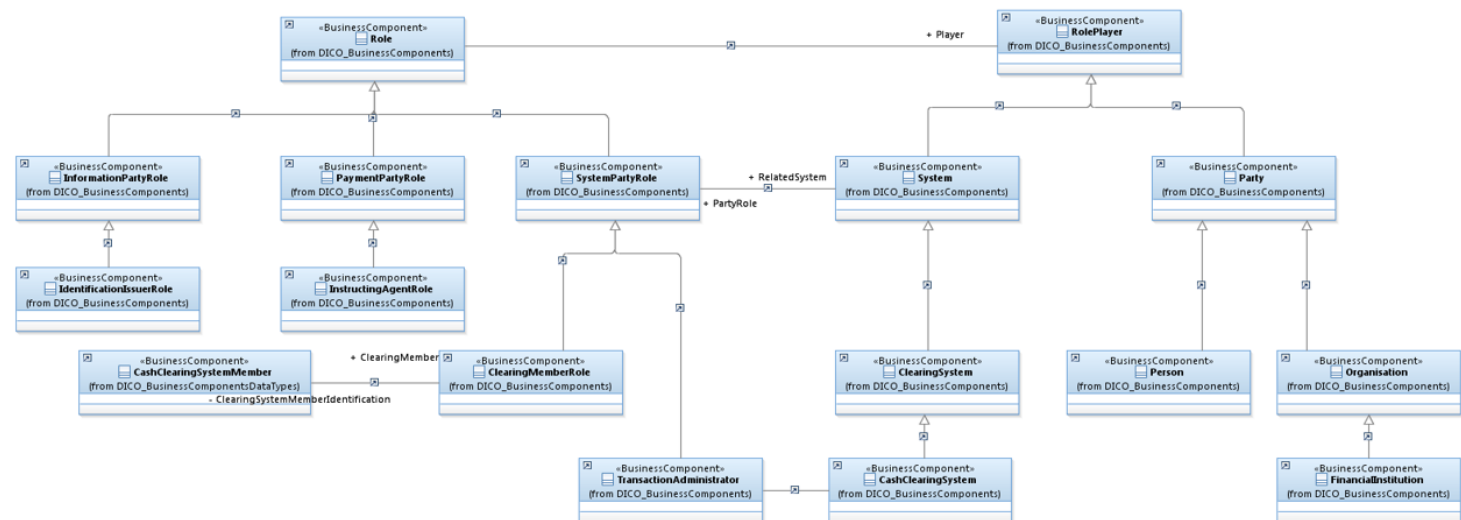 «BusinessComponent»
Role
(from DICO_BusinessComponents)
+ Player
«BusinessComponent»
RolePlayer
(from DICO_BusinessComponents)
«BusinessComponent»
InformationPartyRole
(from DICO_BusinessComponents)
«BusinessComponent»
PaymentPartyRole
(from DICO_BusinessComponents)
«BusinessComponent»
SystemPartyRole
(from DICO_BusinessComponents)
+ RelatedSystem
+ PartyRole
«BusinessComponent»
System
(from DICO_BusinessComponents)
«BusinessComponent»
Party
(from DICO_BusinessComponents)
«BusinessComponent»
IdentificationIssuerRole
(from DICO_BusinessComponents)
«BusinessComponent»
InstructingAgentRole
(from DICO_BusinessComponents)
«BusinessComponent»
CashClearingSystemMember
(from DICO_BusinessComponentsDataTypes)
+ ClearingMember
- ClearingSystemMemberIdentification
«BusinessComponent»
ClearingMemberRole
(from DICO_BusinessComponents)
«BusinessComponent»
ClearingSystem
(from DICO_BusinessComponents)
«BusinessComponent»
Person
(from DICO_BusinessComponents)
«BusinessComponent»
Organisation
(from DICO_BusinessComponents)
«BusinessComponent»
TransactionAdministrator
(from DICO_BusinessComponents)
«BusinessComponent»
CashClearingSystem
(from DICO_BusinessComponents)
«BusinessComponent»
FinancialInstitution
(from DICO_BusinessComponents)